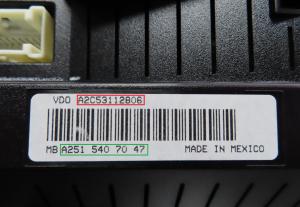 VDO A2C53112806
MADE IN MEXICO
MB A251 540 70 47